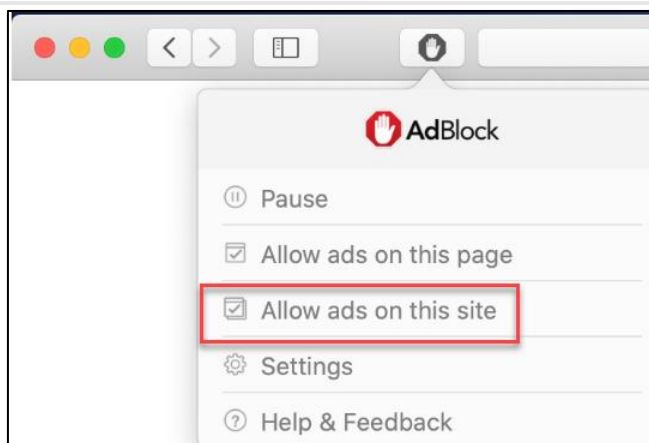 AdBlock
Pause
Allow ads on this page
Allow ads on this site
Settings
Help & Feedback